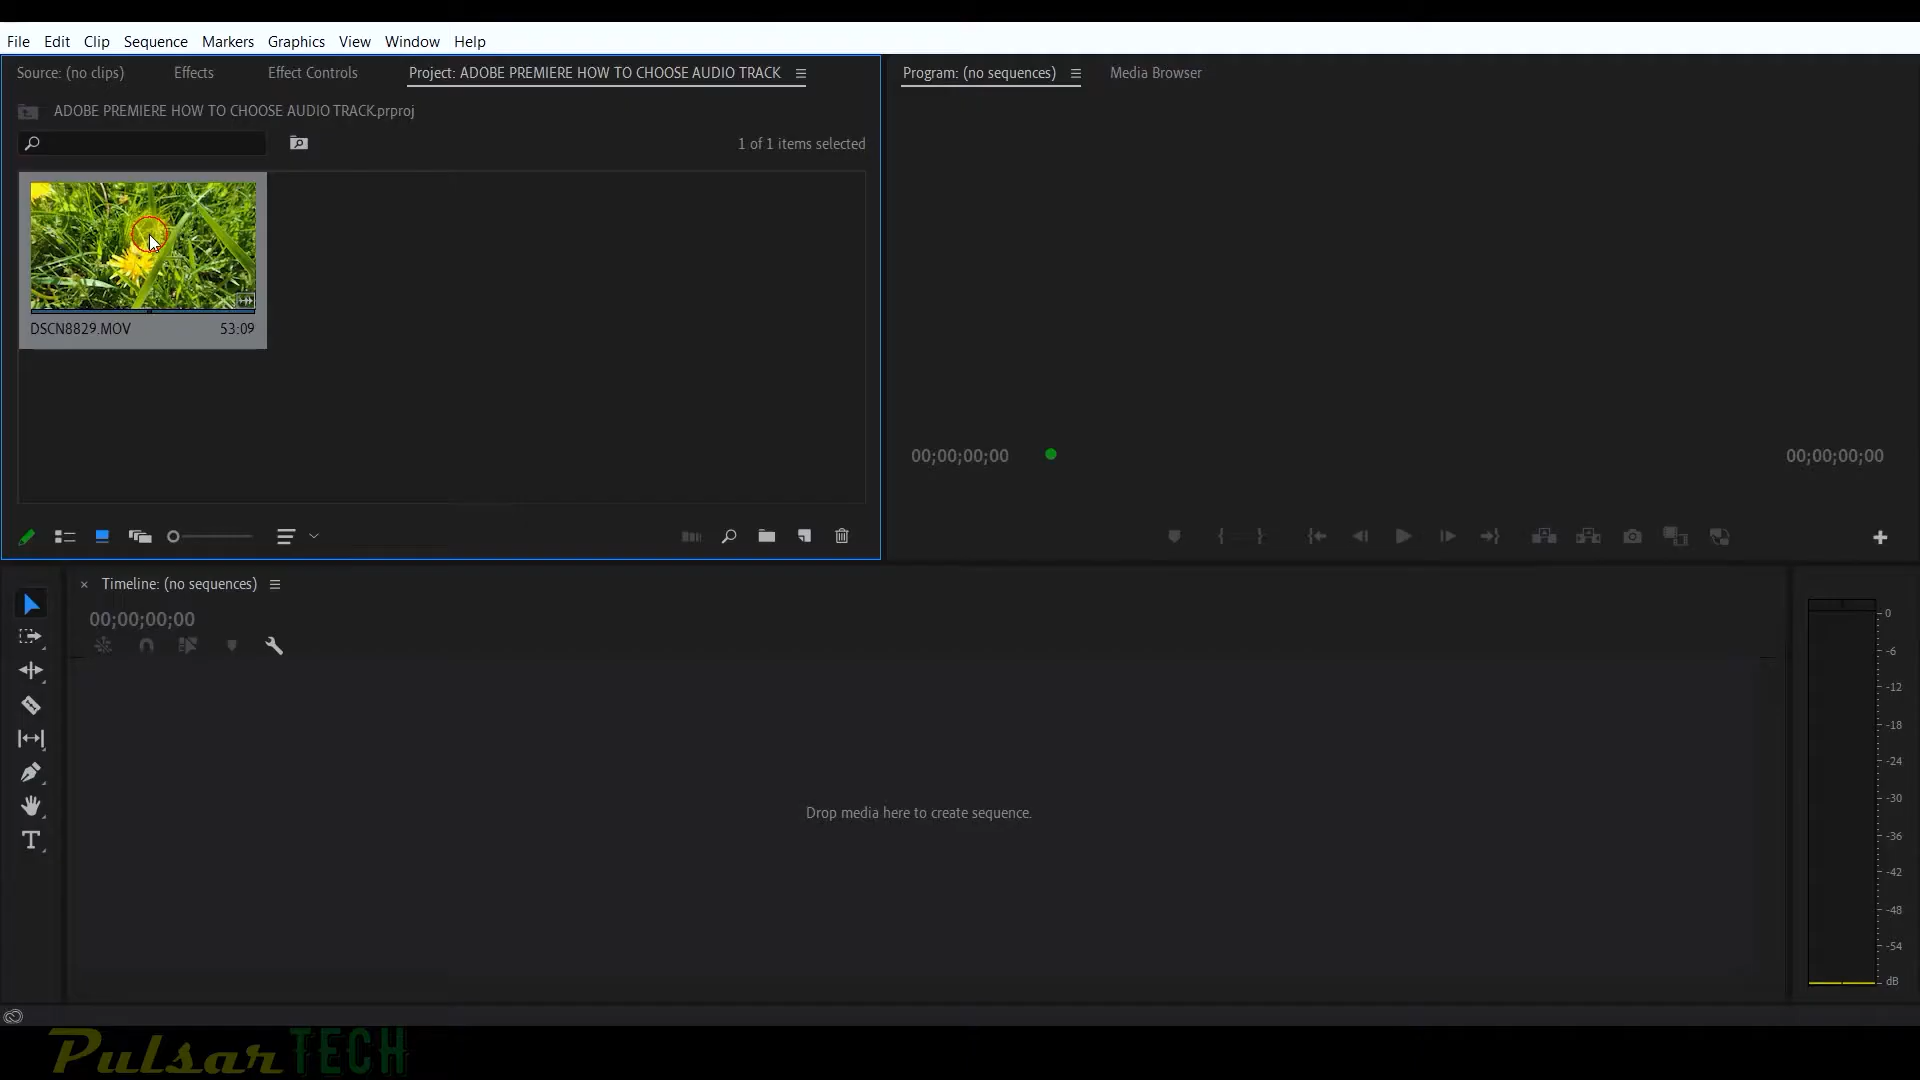 File Edit Clip Sequence Markers Graphics View Window Help
Source: (no clips) Effects Effect Controls Project: ADOBE PREMIERE HOW TO CHOOSE AUDIO TRACK Program: (no sequences) Media Browser
ADOBE PREMIERE HOW TO CHOOSE AUDIO TRACK.prproj
1 of 1 items selected
DSCN8829.MOV 53:09
00;00;00;00 00;00;00;00
Timeline: (no sequences)
00;00;00;00
Drop media here to create sequence.
0
-6
-12
-18
-24
-30
-36
-42
-48
-54
dB
Pulsar TECH